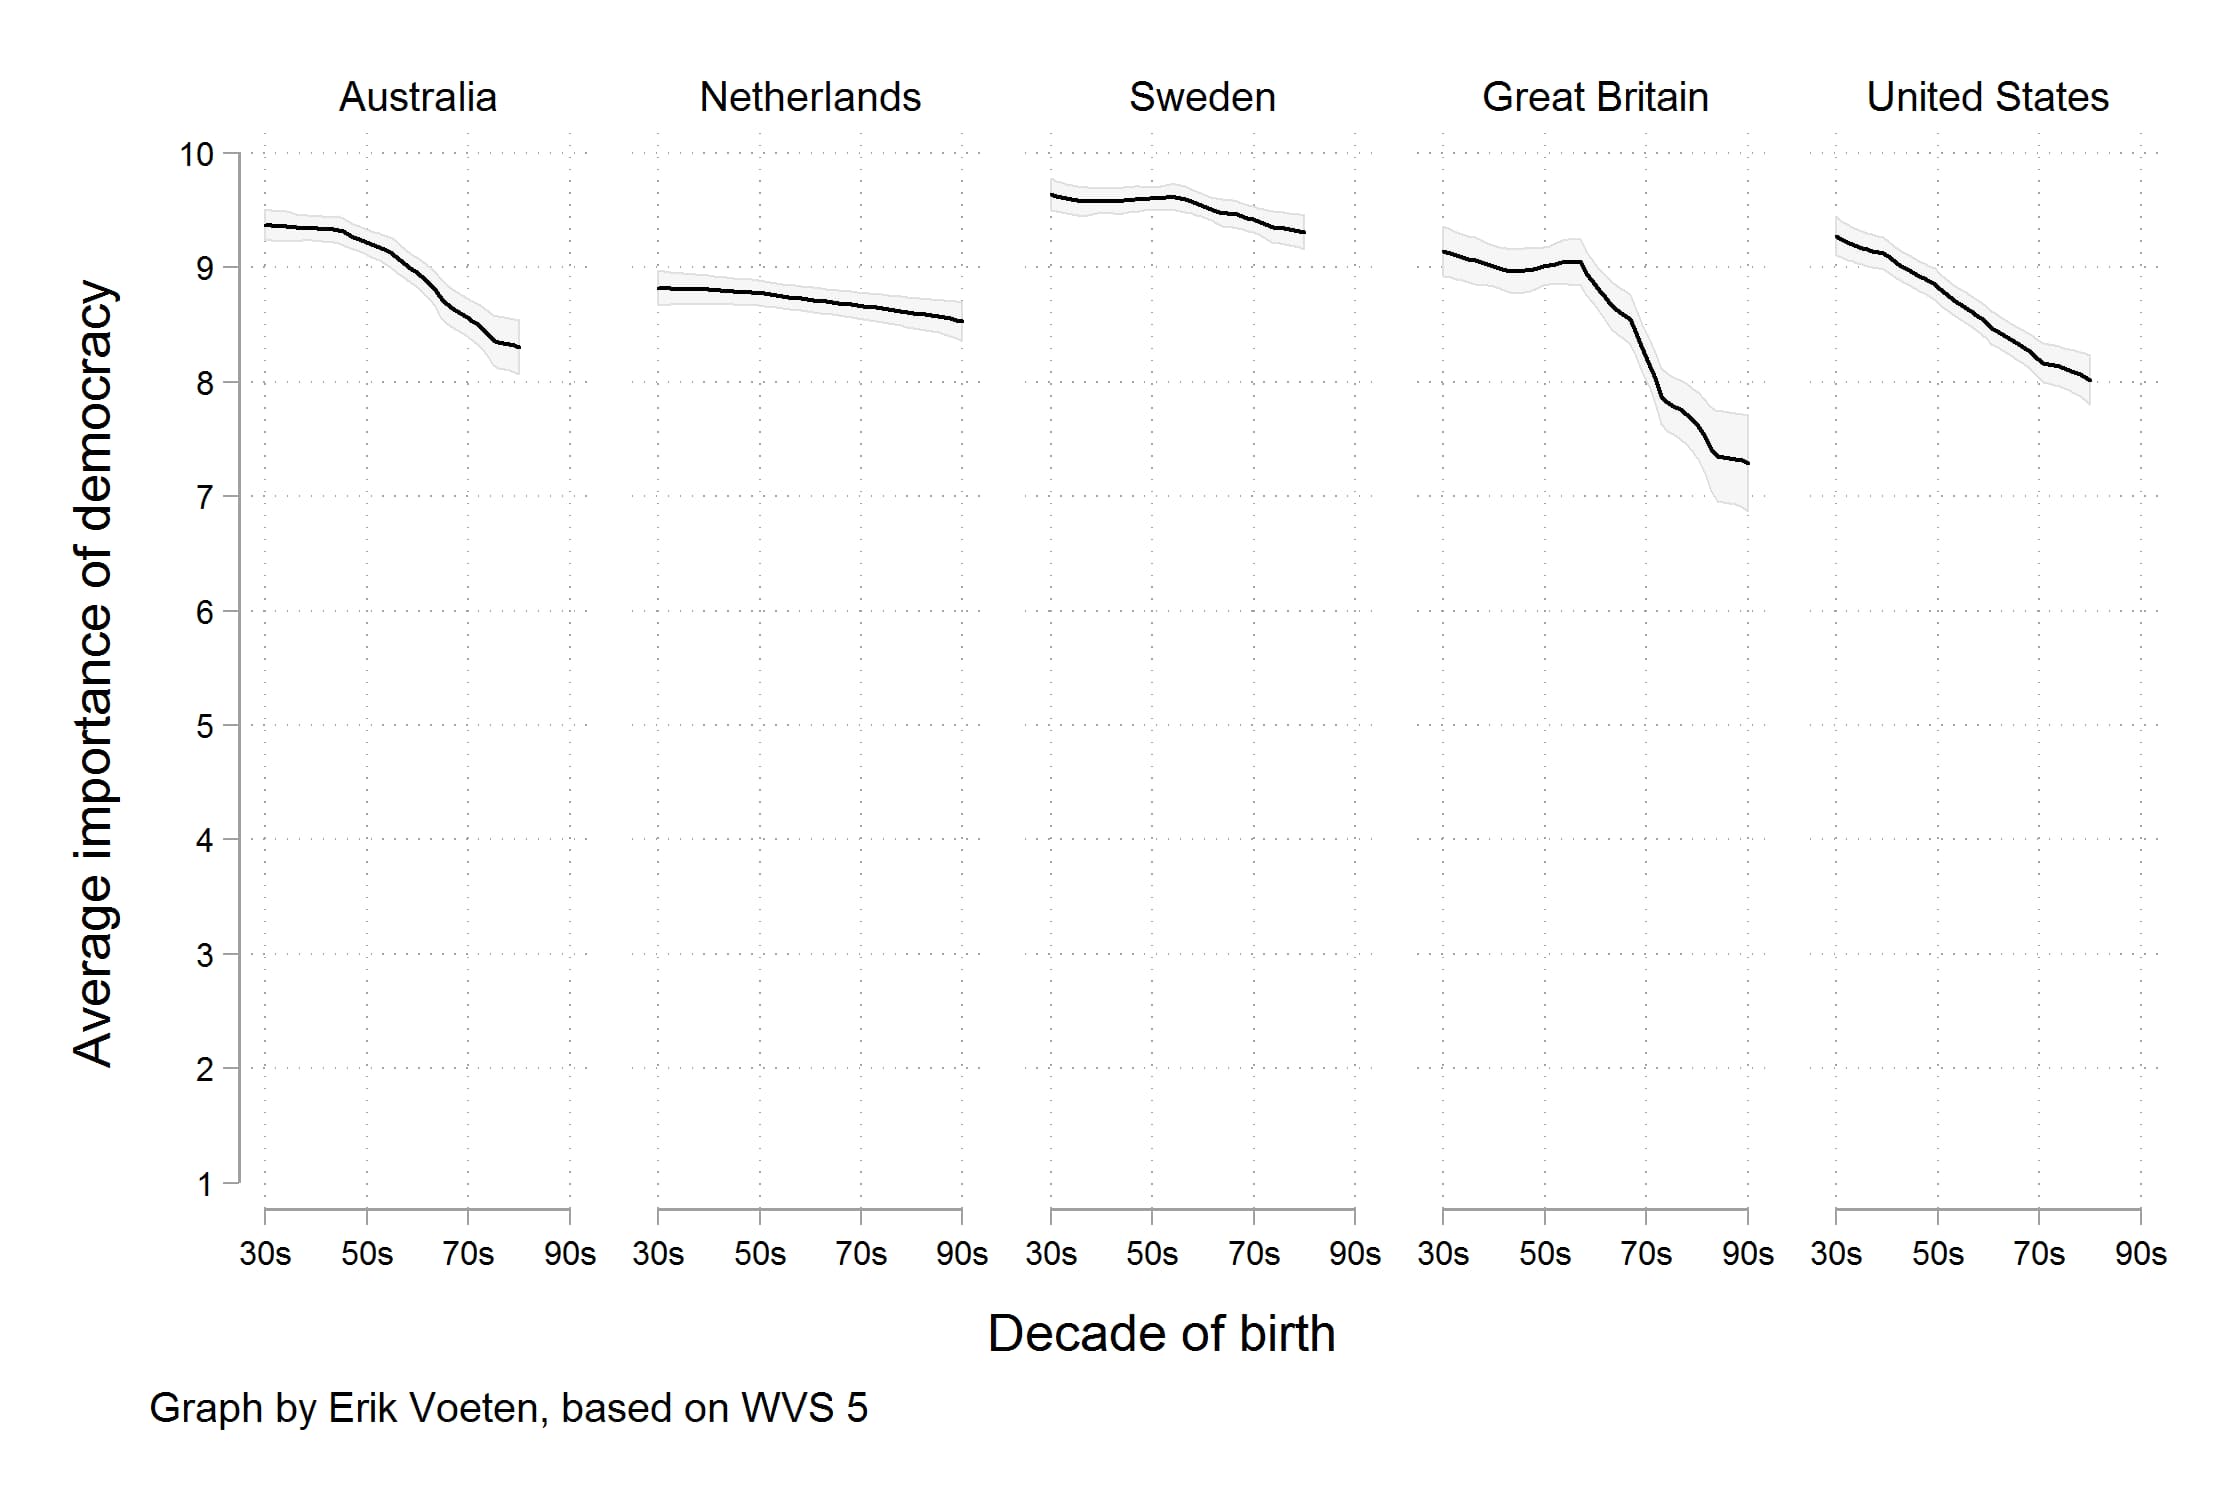 Australia Netherlands Sweden Great Britain United States
Average importance of democracy
10
9
8
7
6
5
4
3
2
1
30s 50s 70s 90s 30s 50s 70s 90s 30s 50s 70s 90s 30s 50s 70s 90s 30s 50s 70s 90s
Decade of birth
Graph by Erik Voeten, based on WVS 5